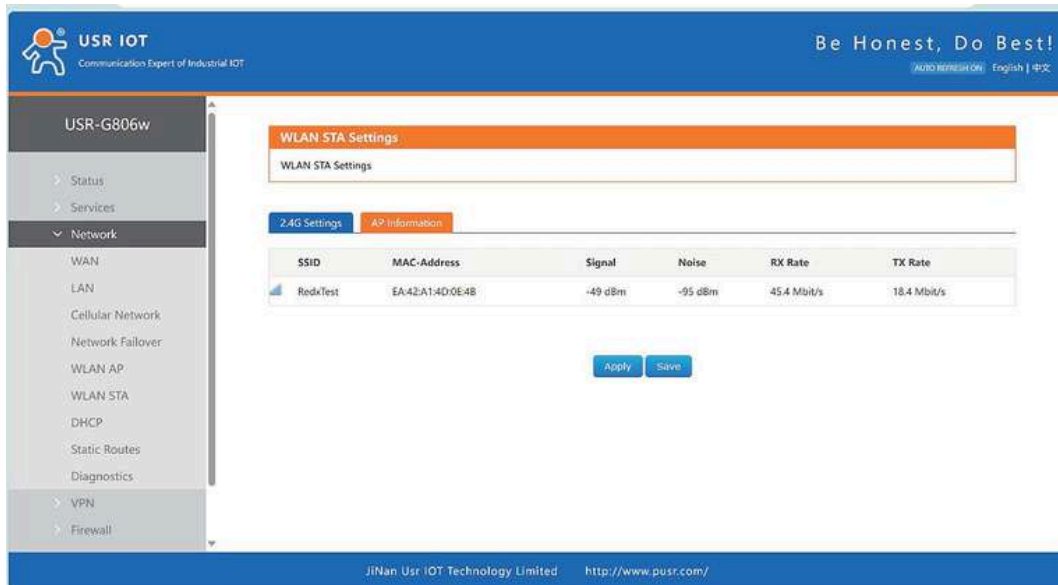 USR IOT
Communication Expert of Industrial IOT
Be Honest, Do Best!
AUTO REFRESH ON English | 中文
USR-G806w
Status
Services
Network
WAN
LAN
Cellular Network
Network Failover
WLAN AP
WLAN STA
DHCP
Static Routes
Diagnostics
VPN
Firewall
WLAN STA Settings
WLAN STA Settings
2.4G Settings AP Information
SSID MAC-Address Signal Noise RX Rate TX Rate
RedxTest EA:42:A1:4D:0E:4B -49 dBm -95 dBm 45.4 Mbit/s 18.4 Mbit/s
Apply Save
JiNan Usr IOT Technology Limited http://www.pusr.com/